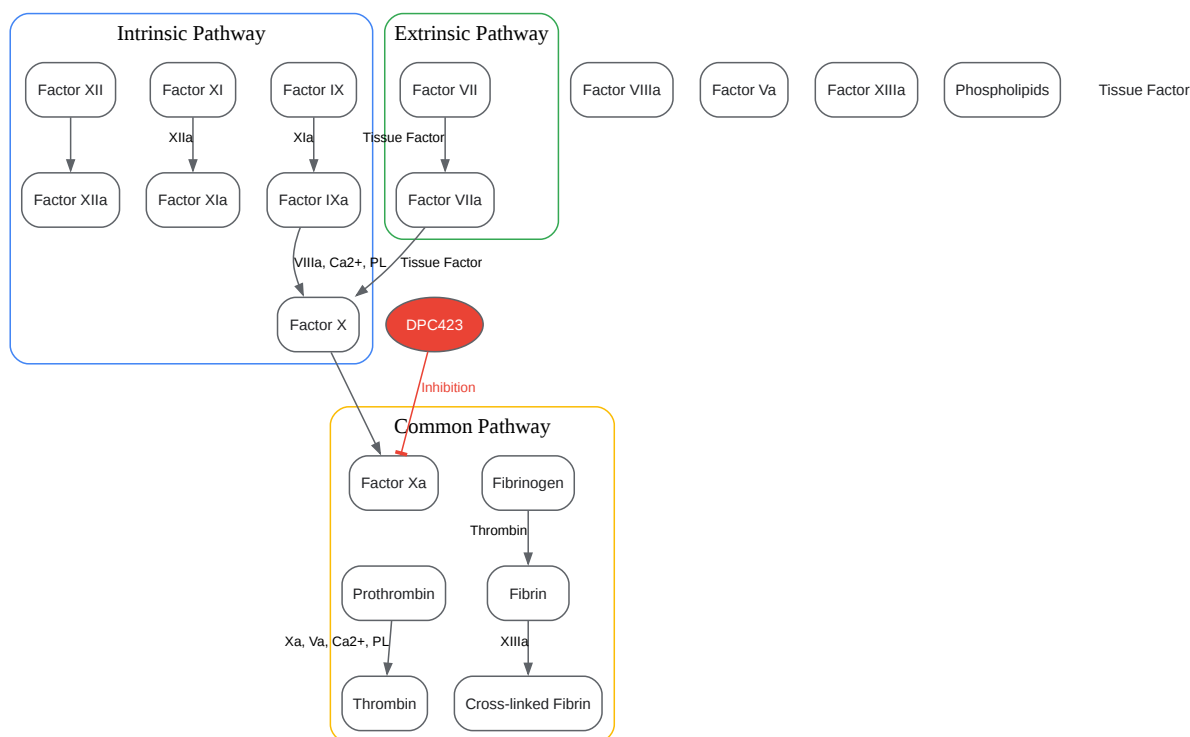 Intrinsic Pathway
Extrinsic Pathway
Factor XII
Factor XI
Factor IX
Factor VII
Factor VIIIa
Factor Va
Factor XIIIa
Phospholipids
Tissue Factor
XIIa
XIa
Tissue Factor
Factor XIIa
Factor XIa
Factor IXa
Factor VIIa
VIIIa, Ca2+, PL
Tissue Factor
Factor X
DPC423
Inhibition
Common Pathway
Factor Xa
Fibrinogen
Thrombin
Prothrombin
Fibrin
Xa, Va, Ca2+, PL
XIIIa
Thrombin
Cross-linked Fibrin